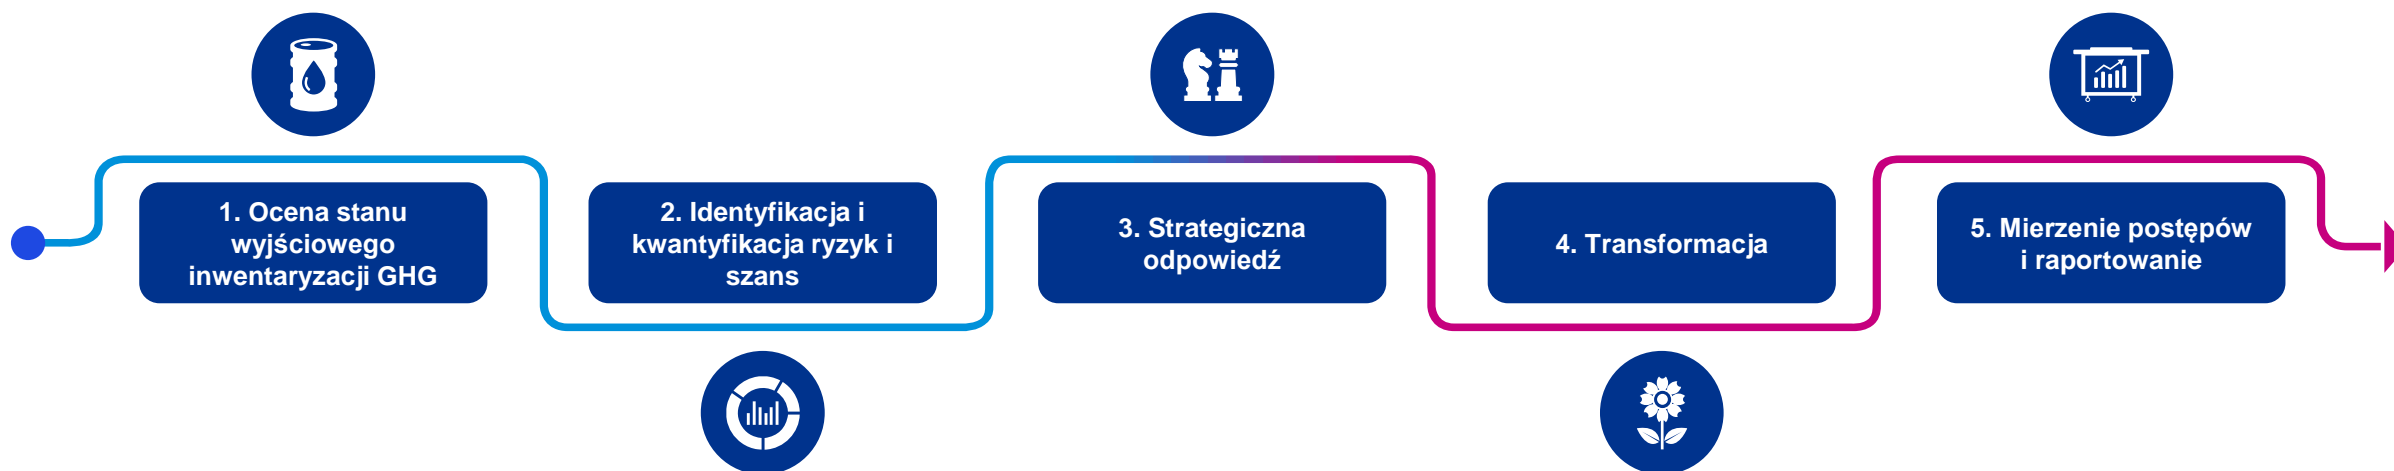 1. Ocena stanu
wyjściowego
inwentaryzacji GHG
2. Identyfikacja i
kwantyfikacja ryzyk i
szans
3. Strategiczna
odpowiedź
4. Transformacja
5. Mierzenie postępów
i raportowanie